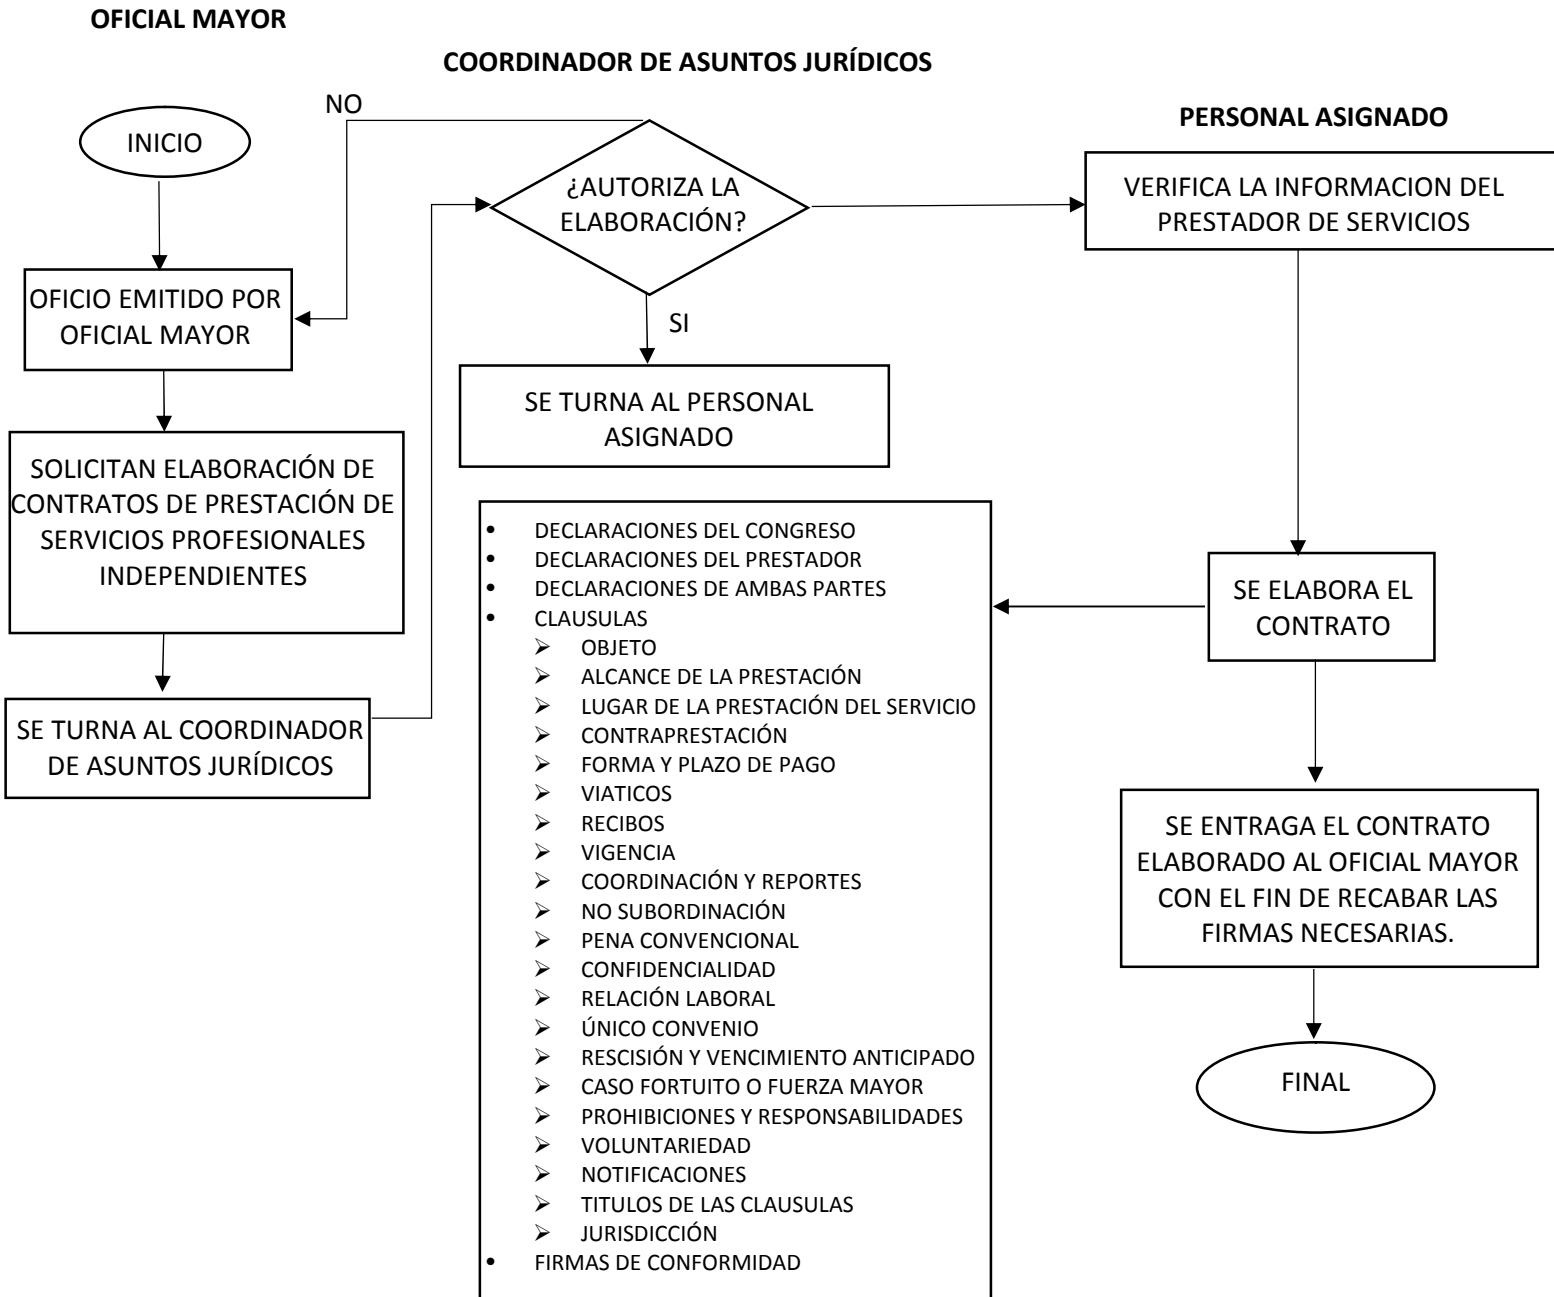 OFICIAL MAYOR
INICIO
OFICIO EMITIDO POR
OFICIAL MAYOR
SOLICITAN ELABORACIÓN DE
CONTRATOS DE PRESTACIÓN DE
SERVICIOS PROFESIONALES
INDEPENDIENTES
SE TURNA AL COORDINADOR
DE ASUNTOS JURÍDICOS
COORDINADOR DE ASUNTOS JURÍDICOS
NO
¿AUTORIZA LA
ELABORACIÓN?
SI
SE TURNA AL PERSONAL
ASIGNADO
• DECLARACIONES DEL CONGRESO
• DECLARACIONES DEL PRESTADOR
• DECLARACIONES DE AMBAS PARTES
• CLAUSULAS
➢ OBJETO
➢ ALCANCE DE LA PRESTACIÓN
➢ LUGAR DE LA PRESTACIÓN DEL SERVICIO
➢ CONTRAPRESTACIÓN
➢ FORMA Y PLAZO DE PAGO
➢ VIATICOS
➢ RECIBOS
➢ VIGENCIA
➢ COORDINACIÓN Y REPORTES
➢ NO SUBORDINACIÓN
➢ PENA CONVENCIONAL
➢ CONFIDENCIALIDAD
➢ RELACIÓN LABORAL
➢ ÚNICO CONVENIO
➢ RESCISIÓN Y VENCIMIENTO ANTICIPADO
➢ CASO FORTUITO O FUERZA MAYOR
➢ PROHIBICIONES Y RESPONSABILIDADES
➢ VOLUNTARIEDAD
➢ NOTIFICACIONES
➢ TITULOS DE LAS CLAUSULAS
➢ JURISDICCIÓN
• FIRMAS DE CONFORMIDAD
PERSONAL ASIGNADO
VERIFICA LA INFORMACION DEL
PRESTADOR DE SERVICIOS
SE ELABORA EL
CONTRATO
SE ENTRAGA EL CONTRATO
ELABORADO AL OFICIAL MAYOR
CON EL FIN DE RECABAR LAS
FIRMAS NECESARIAS.
FINAL